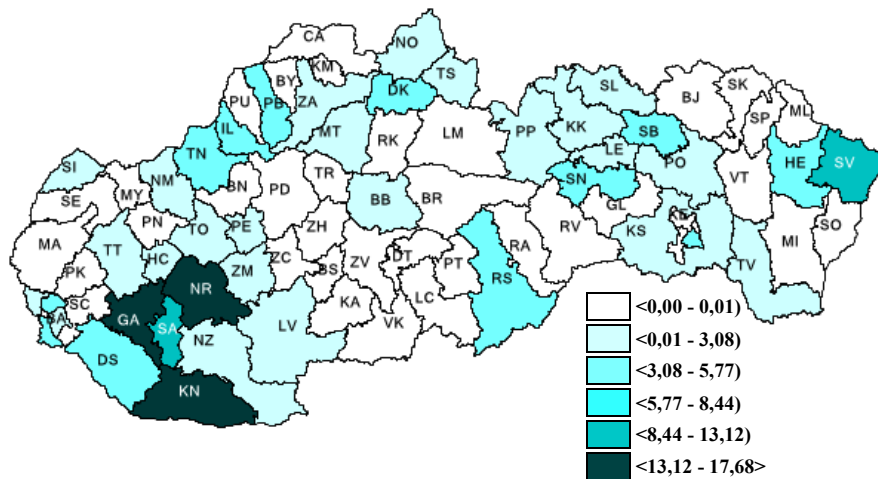 CA
NO
KM
TS
BY
PU
PB
ZA
DK
SL
BJ
SK
ML
SP
IL
MT
RK
LM
PP
KK
SB
LE
PO
HE
SV
TN
SI
NM
BN
PD
TR
BB
BR
SN
GL
VT
SE
MY
PN
TO
PE
ZH
RV
KE
KS
SO
MA
TT
HC
ZM
ZC
BS
ZV
DT
PT
RA
MI
TV
PK
SC
NR
KA
LC
RS
BA
GA
SA
NZ
LV
VK
DS
KN
<0,00 - 0,01)
<0,01 - 3,08)
<3,08 - 5,77)
<5,77 - 8,44)
<8,44 - 13,12)
<13,12 - 17,68>